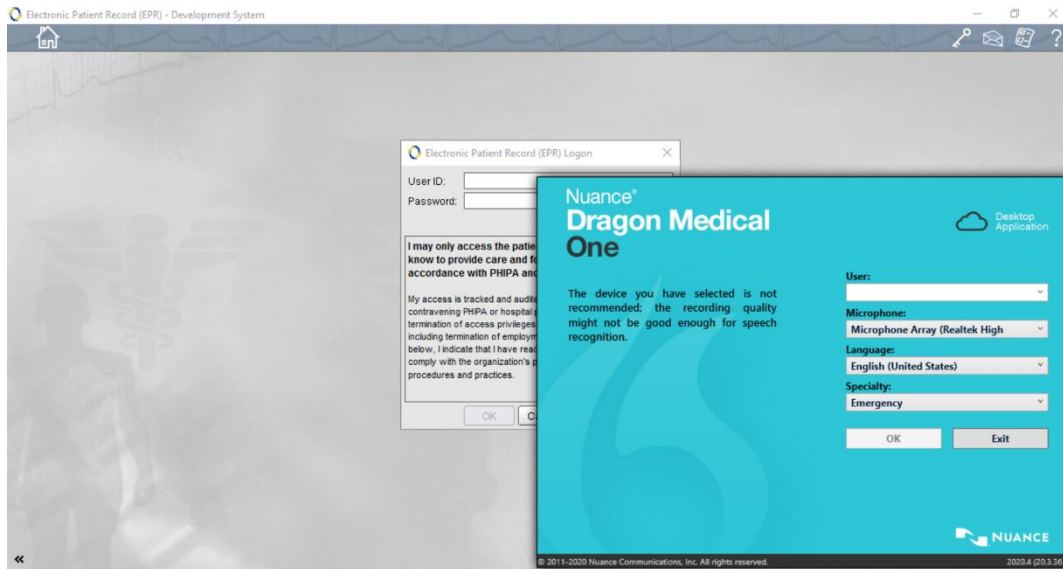 Electronic Patient Record (EPR) - Development System
Electronic Patient Record (EPR) Logon
User ID:
Password:
I may only access the patie
know to provide care and fo
accordance with PHIPA and
My access is tracked and audite
contravening PHIPA or hospital p
termination of access privileges
including termination of employm
below, I indicate that I have read
comply with the organization's p
procedures and practices.
OK
Nuance®
Dragon Medical
One
Desktop
Application
The device you have selected is not
recommended; the recording quality
might not be good enough for speech
recognition.
User:
Microphone:
Microphone Array (Realtek High
Language:
English (United States)
Specialty:
Emergency
OK Exit
NUANCE
© 2011-2020 Nuance Communications, Inc. All rights reserved.
2020.4 (20.3.36